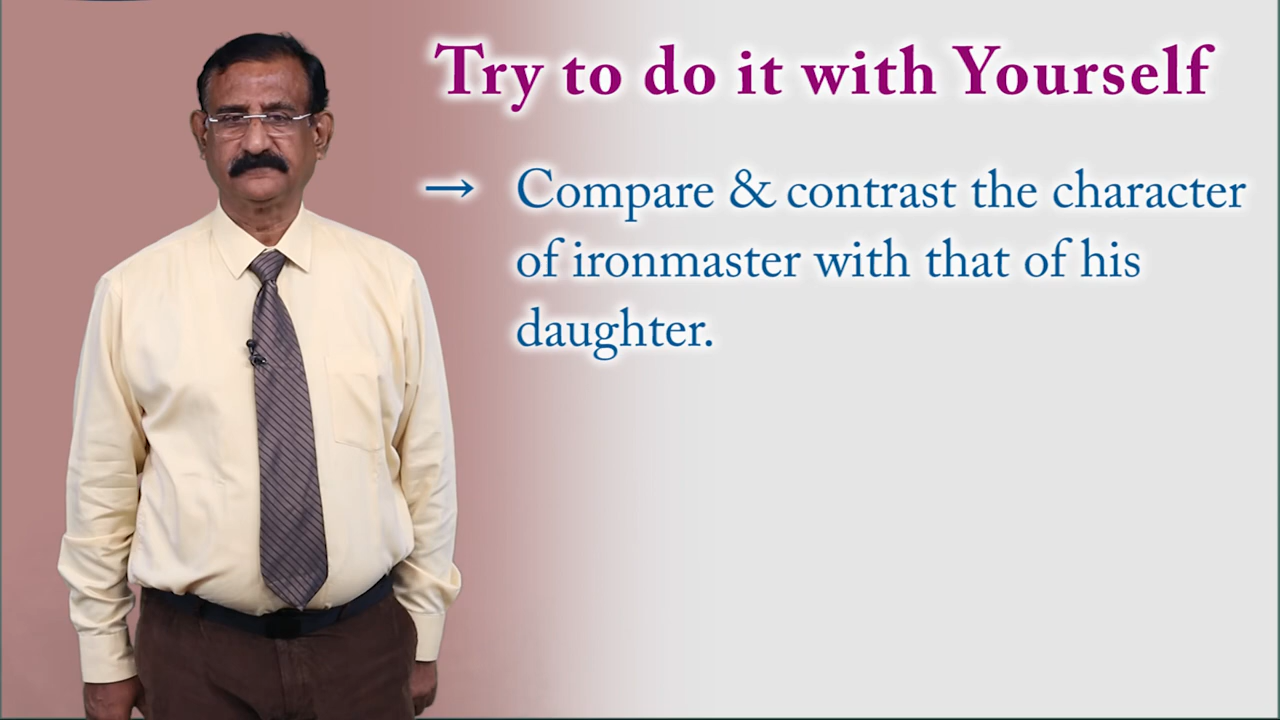 Try to do it with Yourself
→ Compare & contrast the character
of ironmaster with that of his
daughter.